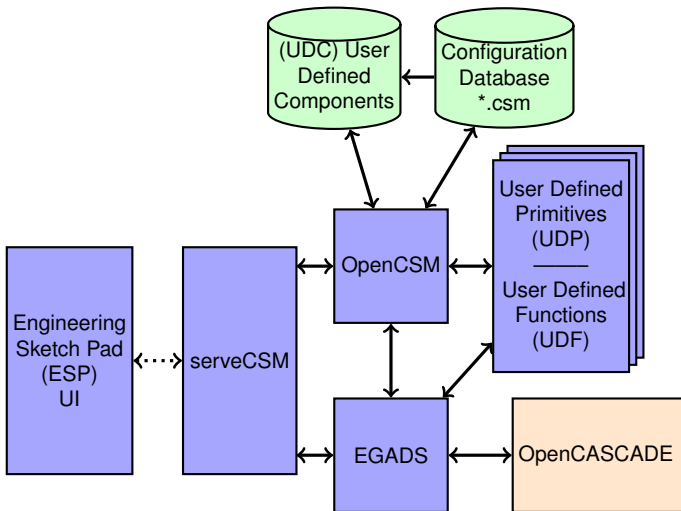 (UDC) User
Defined
Components
Configuration
Database
*.csm
User Defined
Primitives
(UDP)
User Defined
Functions
(UDF)
OpenCSM
Engineering
Sketch Pad
(ESP)
UI
serveCSM
EGADS
OpenCASCADE